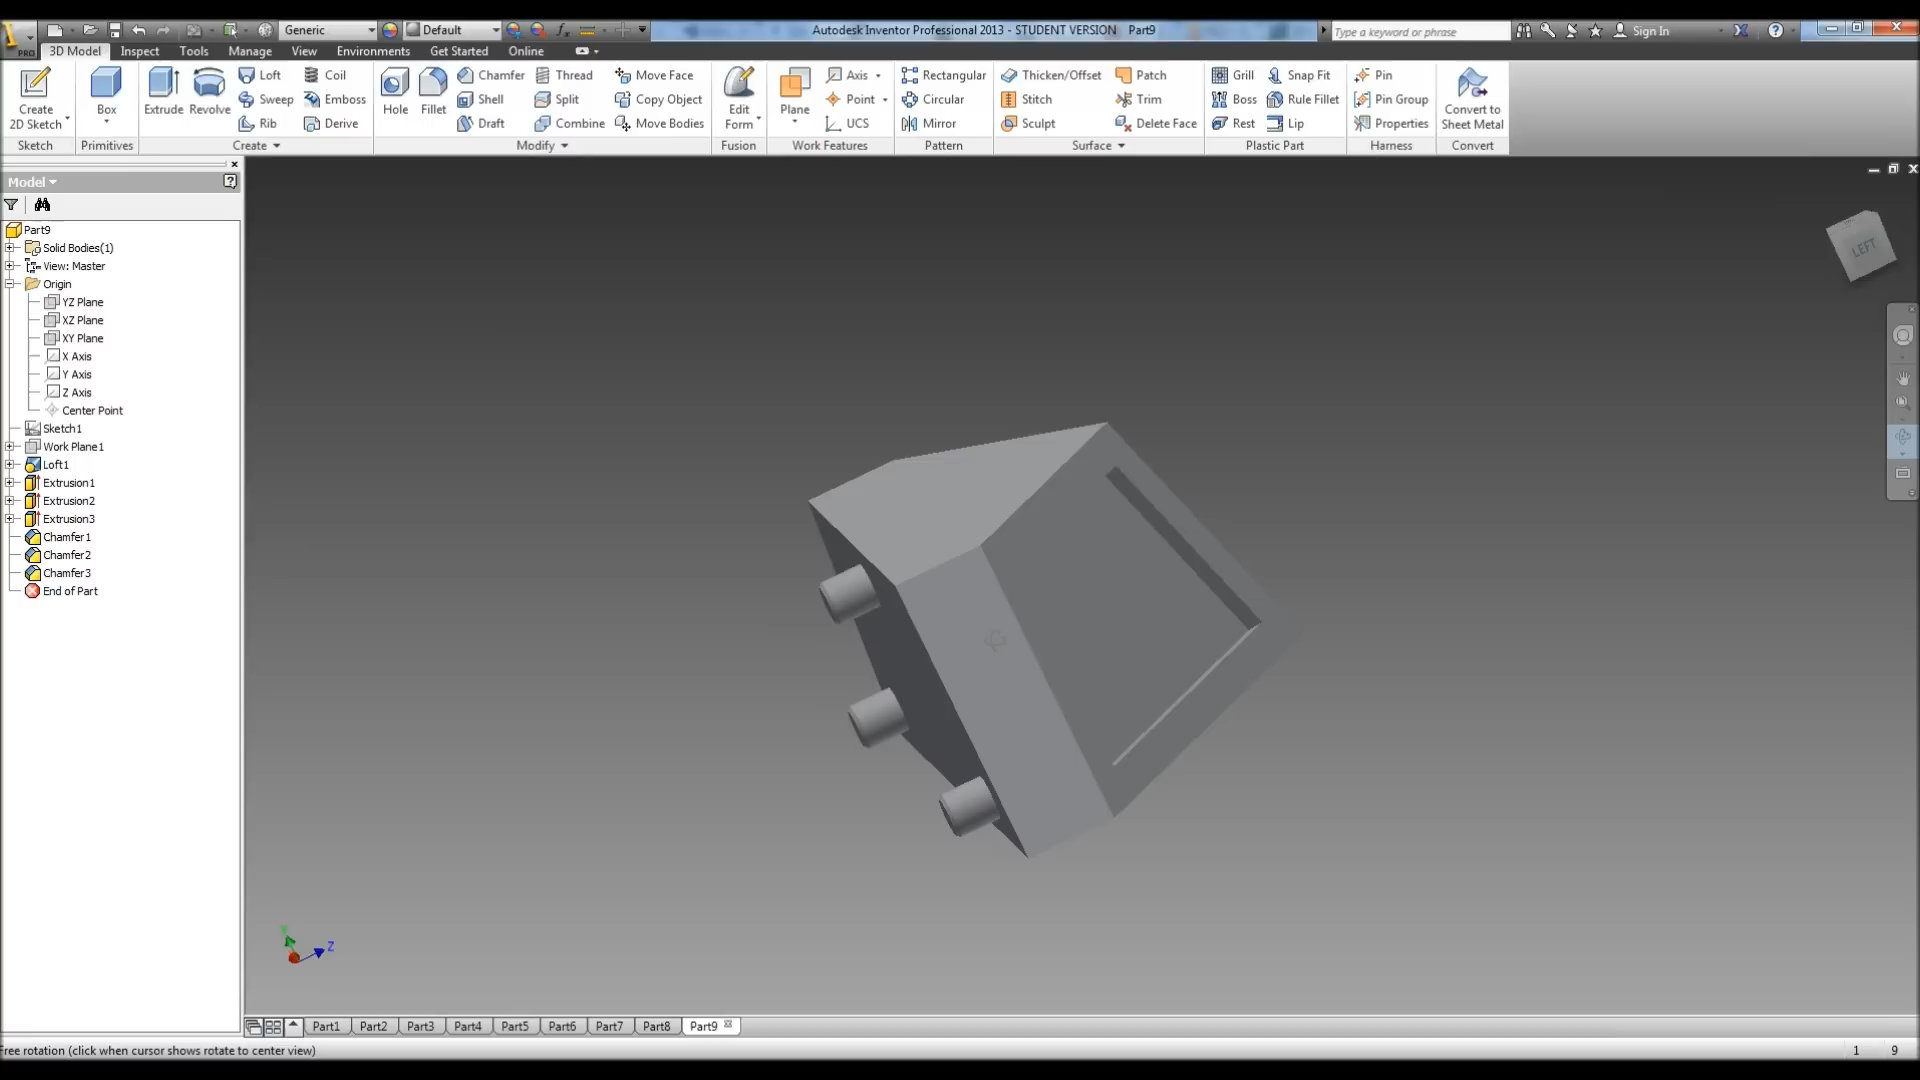 Generic
Default
Autodesk Inventor Professional 2013 - STUDENT VERSION Part9
Type a keyword or phrase
Sign In
PRO
3D Model Inspect Tools Manage View Environments Get Started Online
Create 2D Sketch
Box
Extrude
Revolve
Loft
Sweep
Rib
Coil
Emboss
Derive
Hole
Fillet
Chamfer
Shell
Draft
Thread
Split
Combine
Move Face
Copy Object
Move Bodies
Edit Form
Plane
Axis
Point
UCS
Rectangular
Circular
Mirror
Thicken/Offset
Stitch
Sculpt
Patch
Trim
Delete Face
Grill
Boss
Rest
Snap Fit
Rule Fillet
Lip
Pin
Pin Group
Properties
Convert to Sheet Metal
Sketch Primitives Create Modify Fusion Work Features Pattern Surface Plastic Part Harness Convert
Model
Part9
Solid Bodies(1)
View: Master
Origin
YZ Plane
XZ Plane
XY Plane
X Axis
Y Axis
Z Axis
Center Point
Sketch1
Work Plane1
Loft1
Extrusion1
Extrusion2
Extrusion3
Chamfer1
Chamfer2
Chamfer3
End of Part
LEFT
Z
Part1 Part2 Part3 Part4 Part5 Part6 Part7 Part8 Part9
Free rotation (click when cursor shows rotate to center view)
1 9